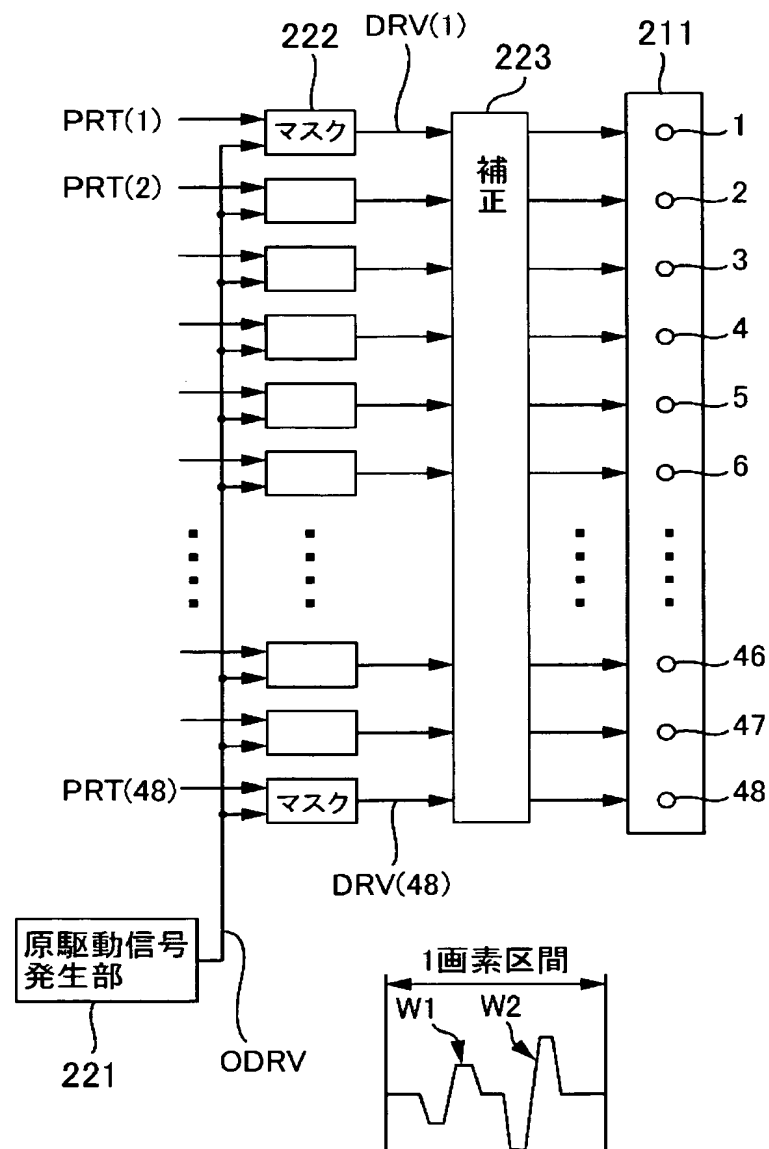 DRV(1)
222
223
211
PRT(1)
マスク
1
PRT(2)
補正
2
3
4
5
6
46
47
PRT(48)
マスク
48
DRV(48)
原駆動信号
発生部
1画素区間
W1
W2
221
ODRV